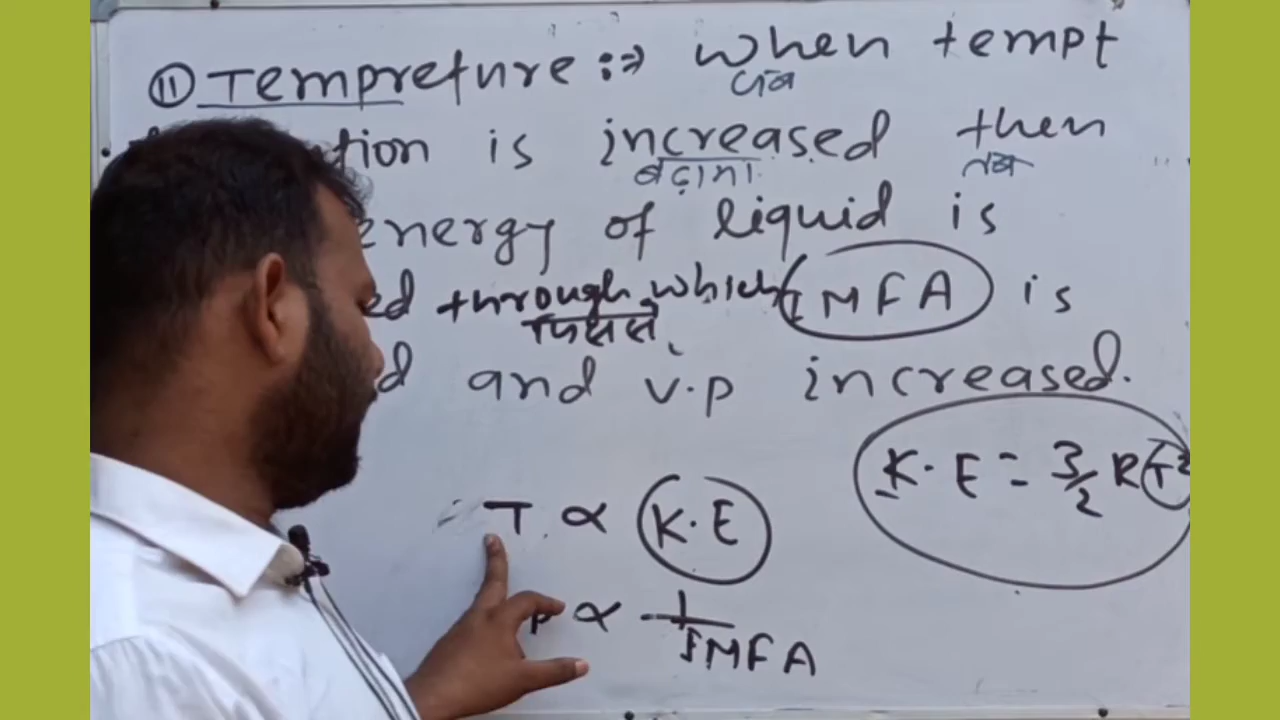 (11) Tempreture :⇒ when tempt
जब
tion is increased then
बढ़ाना तब
energy of liquid is
ed through which IMFA is
जिससे
d and v.p increased.
K.E = 3/2 RT
T ∝ K.E
P ∝ 1/IMFA